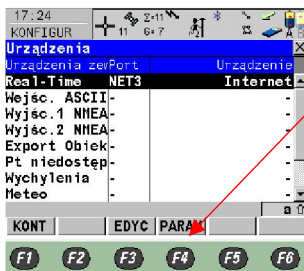 17:24
Σ=11
KONFIGUR
11 G=7
Urządzenia
Urządzenia zew Port Urządzenie
Real-Time NET3 Internet
Wejśc. ASCII - -
Wyjśc.1 NMEA - -
Wyjśc.2 NMEA - -
Export Obiek - -
Pt niedostęp - -
Wychylenia - -
Meteo - -
a
KONT EDYC PARAM
F1 F2 F3 F4 F5 F6